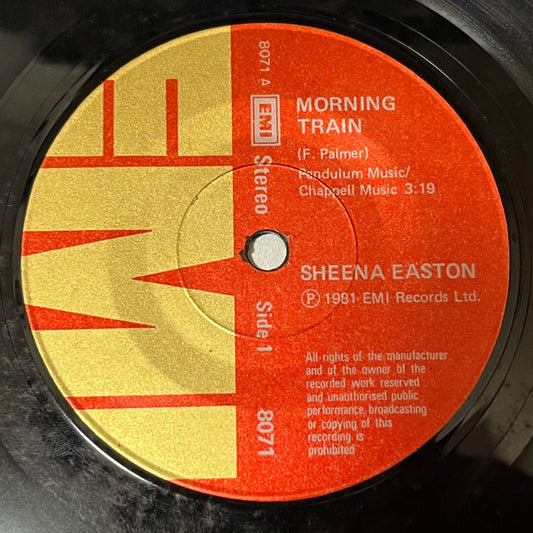 EMI
8071 A
EMI
Stereo
Side 1
8071
MORNING
TRAIN
(F. Palmer)
Pendulum Music/
Chappell Music 3:19
SHEENA EASTON
Ⓟ 1981 EMI Records Ltd.
All rights of the manufacturer
and of the owner of the
recorded work reserved
and unauthorised public
performance, broadcasting
or copying of this
recording is
prohibited